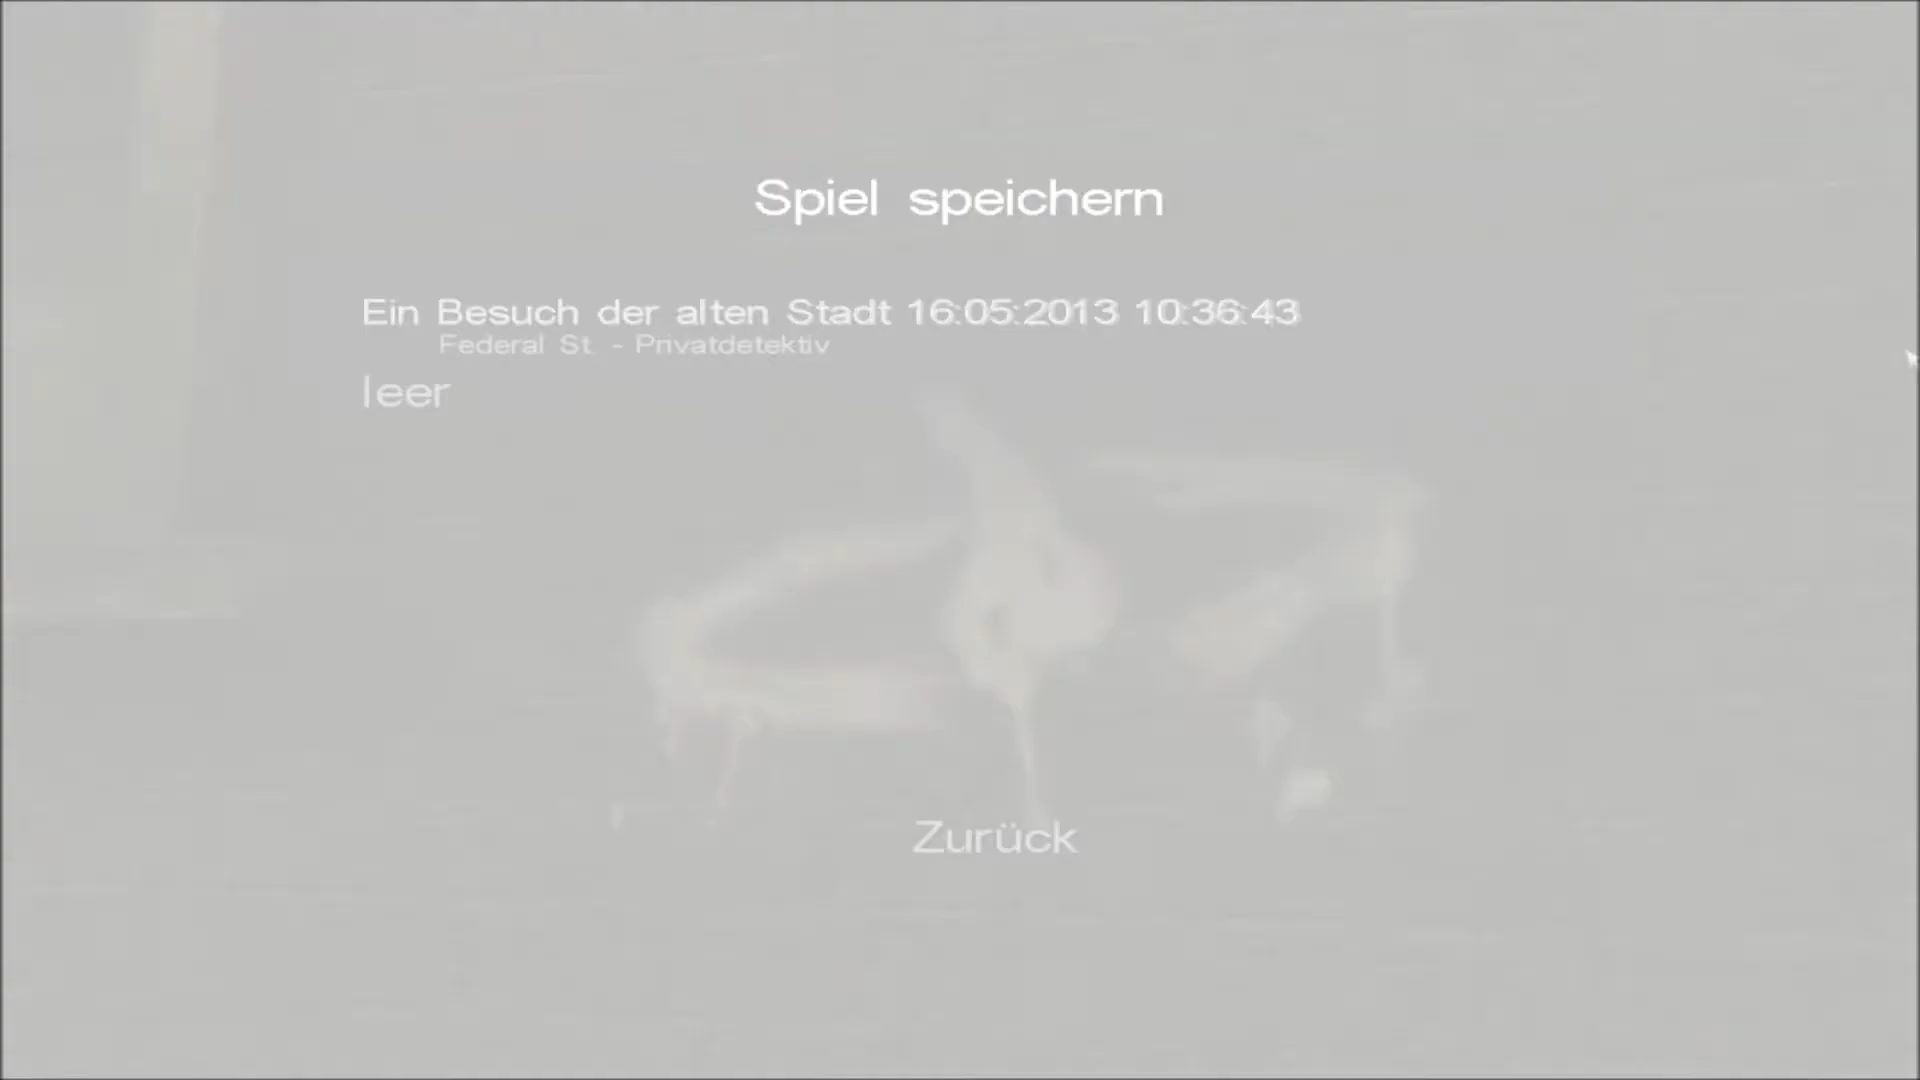 Spiel speichern
Ein Besuch der alten Stadt 16:05:2013 10:36:43
Federal St. - Privatdetektiv
leer
Zurück